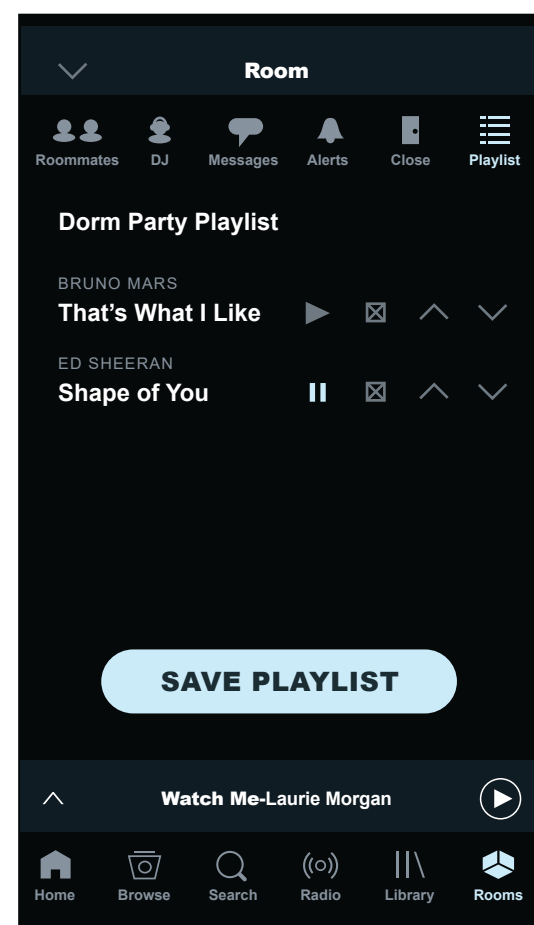 Room
Roommates DJ Messages Alerts Close Playlist
Dorm Party Playlist
BRUNO MARS
That's What I Like
ED SHEERAN
Shape of You
SAVE PLAYLIST
Watch Me-Laurie Morgan
Home Browse Search Radio Library Rooms